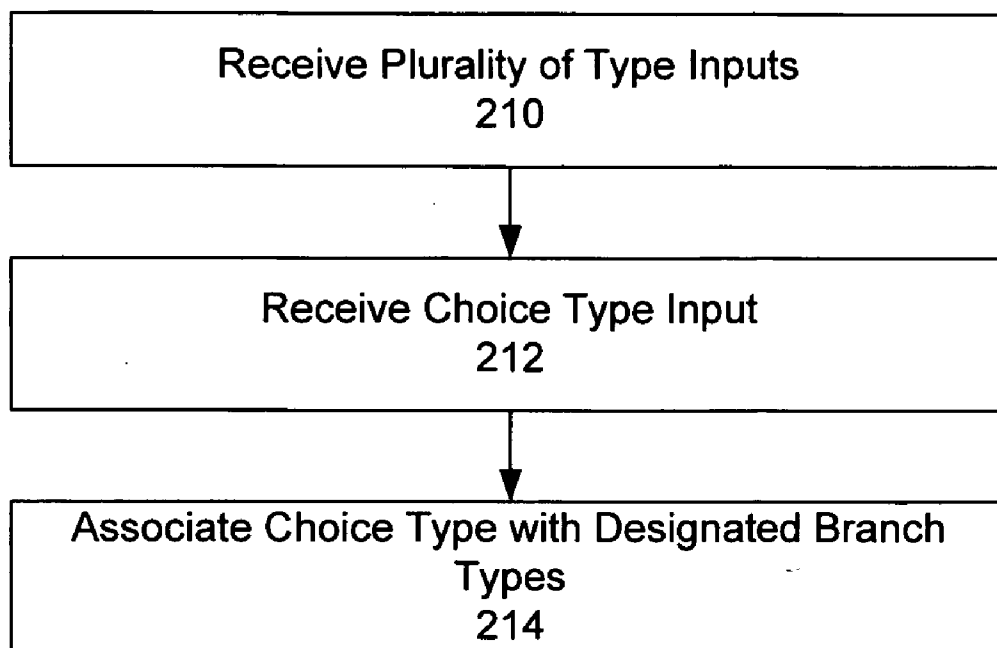 Receive Plurality of Type Inputs
210
Receive Choice Type Input
212
Associate Choice Type with Designated Branch
Types
214